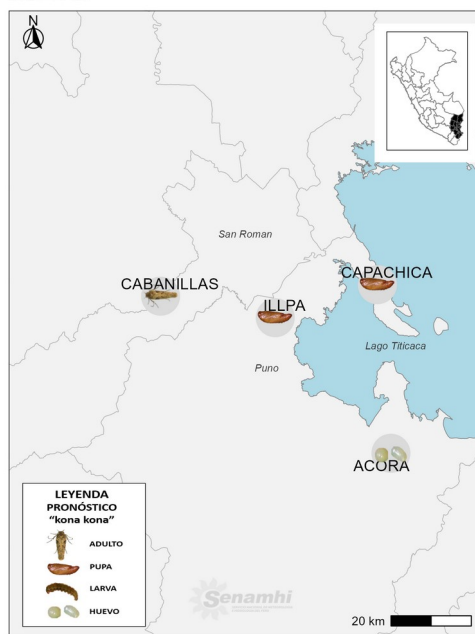 N
San Roman
CABANILLAS
CAPACHICA
ILLPA
Lago Titicaca
Puno
ACORA
LEYENDA
PRONÓSTICO
“kona kona”
ADULTO
PUPA
LARVA
HUEVO
Senamhi
20 km